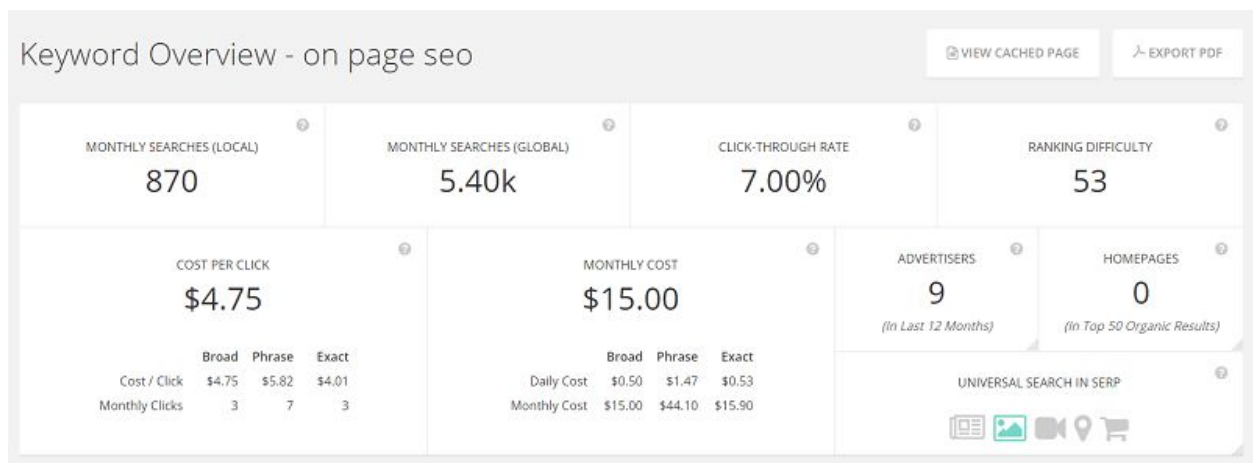 Keyword Overview - on page seo
VIEW CACHED PAGE
EXPORT PDF
MONTHLY SEARCHES (LOCAL)
870
MONTHLY SEARCHES (GLOBAL)
5.40k
CLICK-THROUGH RATE
7.00%
RANKING DIFFICULTY
53
COST PER CLICK
$4.75
Broad Phrase Exact
Cost / Click $4.75 $5.82 $4.01
Monthly Clicks 3 7 3
MONTHLY COST
$15.00
Broad Phrase Exact
Daily Cost $0.50 $1.47 $0.53
Monthly Cost $15.00 $44.10 $15.90
ADVERTISERS
9
(In Last 12 Months)
HOMEPAGES
0
(In Top 50 Organic Results)
UNIVERSAL SEARCH IN SERP